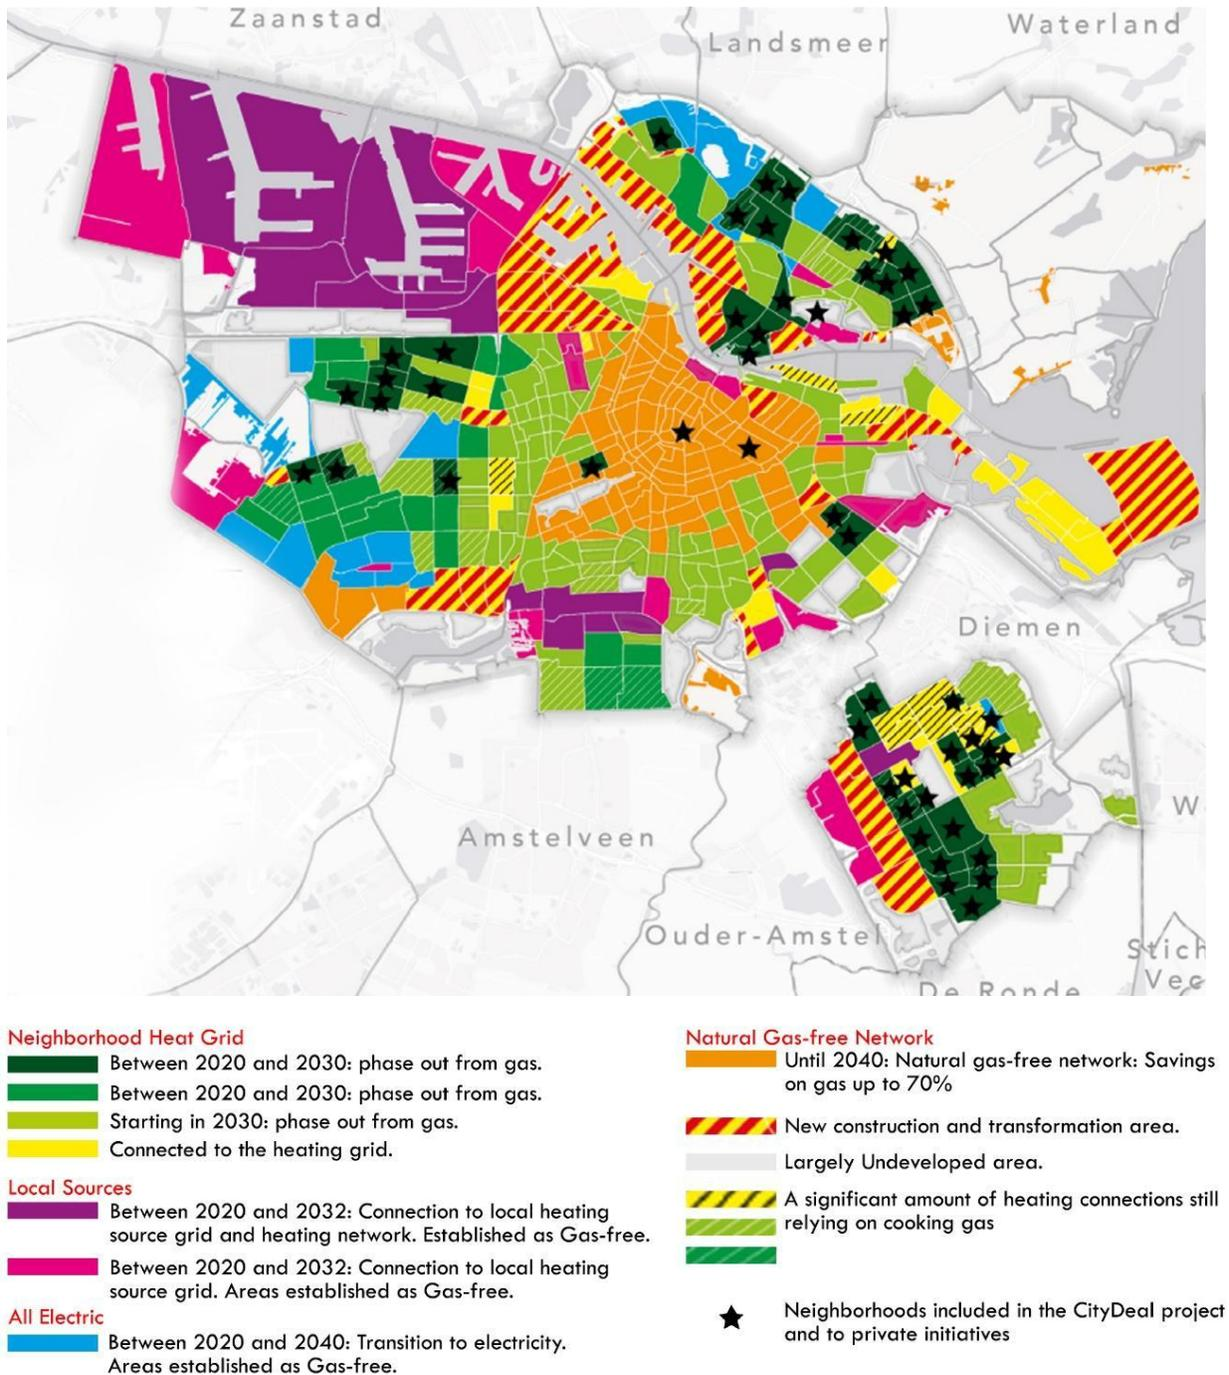 Zaanstad
Landsmeer
Waterland
Diemen
Amstelveen
W
Ouder-Amstel
Stich
Vec
De Ronde
Neighborhood Heat Grid
Between 2020 and 2030: phase out from gas.
Between 2020 and 2030: phase out from gas.
Starting in 2030: phase out from gas.
Connected to the heating grid.
Local Sources
Between 2020 and 2032: Connection to local heating
source grid and heating network. Established as Gas-free.
Between 2020 and 2032: Connection to local heating
source grid. Areas established as Gas-free.
All Electric
Between 2020 and 2040: Transition to electricity.
Areas established as Gas-free.
Natural Gas-free Network
Until 2040: Natural gas-free network: Savings
on gas up to 70%
New construction and transformation area.
Largely Undeveloped area.
A significant amount of heating connections still
relying on cooking gas
Neighborhoods included in the CityDeal project
and to private initiatives